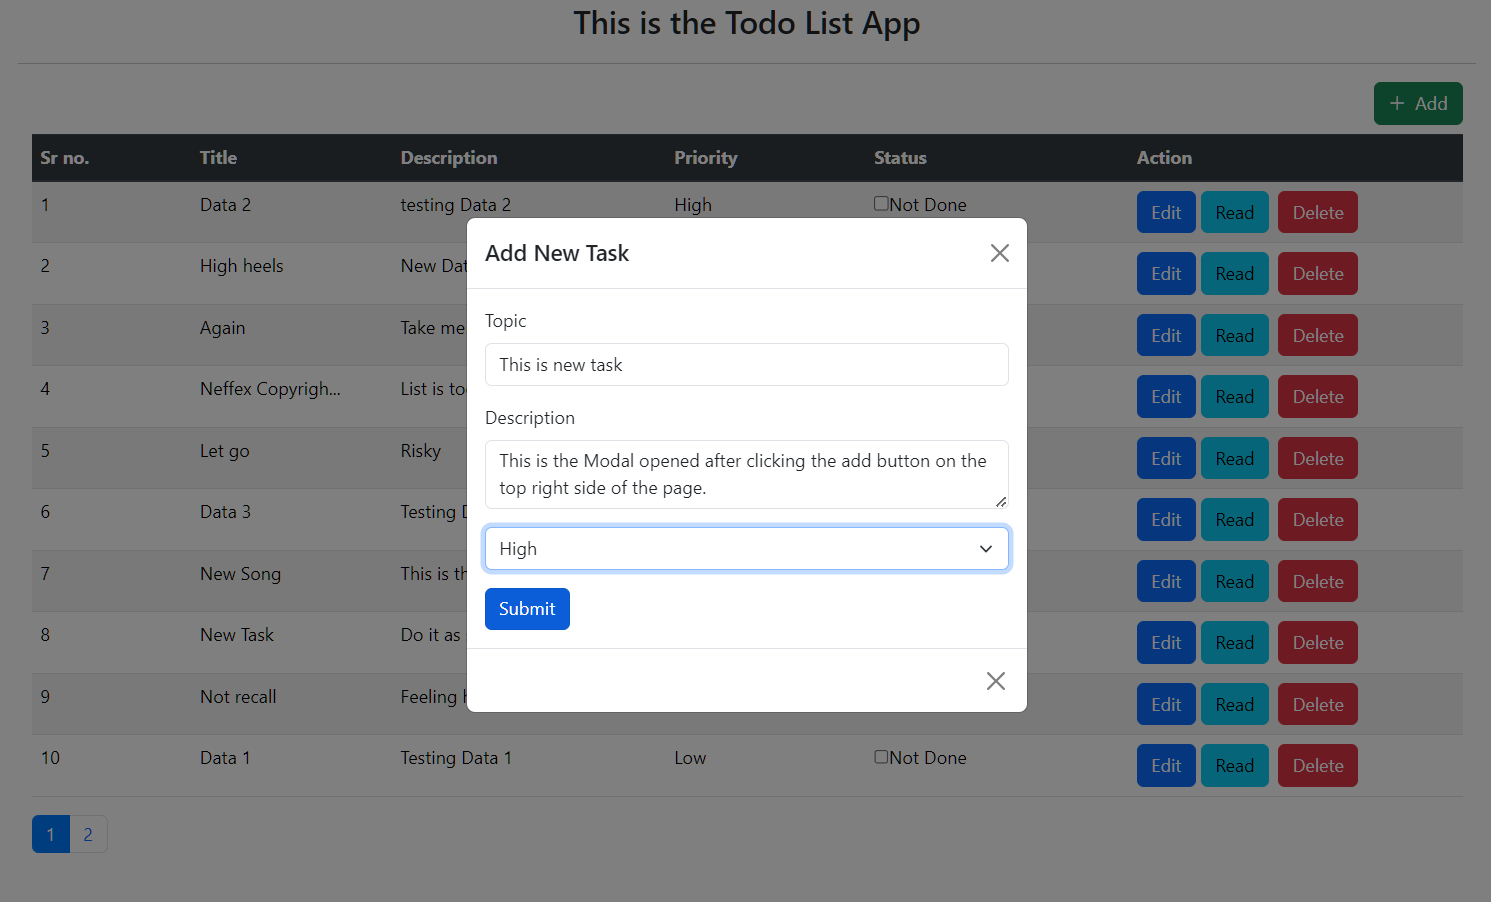 This is the Todo List App
+ Add
Sr no. Title Description Priority Status Action
1 Data 2 testing Data 2 High Not Done Edit Read Delete
2 High heels New Edit Read Delete
3 Again Take me Edit Read Delete
4 Neffex Copyrigh... List is Edit Read Delete
5 Let go Risky Edit Read Delete
6 Data 3 Testing Edit Read Delete
7 New Song This is Edit Read Delete
8 New Task Do it as Edit Read Delete
9 Not recall Feeling Edit Read Delete
10 Data 1 Testing Data 1 Low Not Done Edit Read Delete
1 2
Add New Task
Topic
This is new task
Description
This is the Modal opened after clicking the add button on the
top right side of the page.
High
Submit